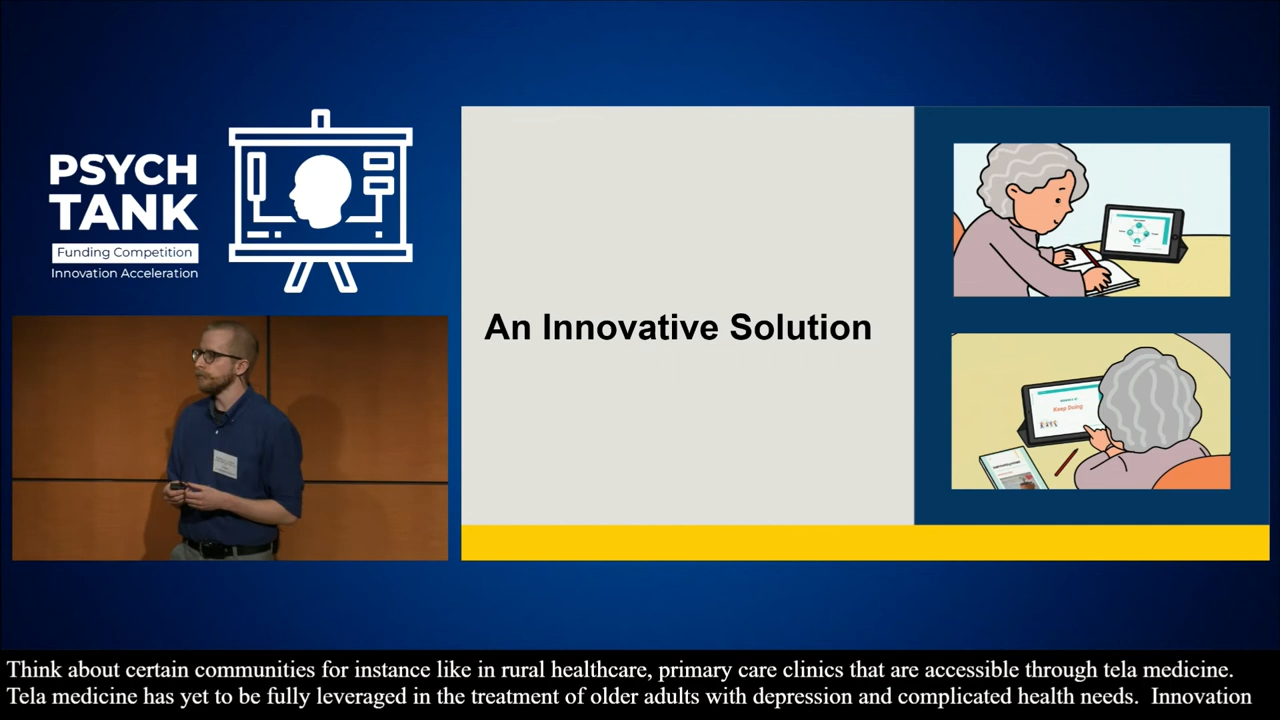 PSYCH
TANK
Funding Competition
Innovation Acceleration
An Innovative Solution
Keep Doing
Think about certain communities for instance like in rural healthcare, primary care clinics that are accessible through tela medicine.
Tela medicine has yet to be fully leveraged in the treatment of older adults with depression and complicated health needs.  Innovation